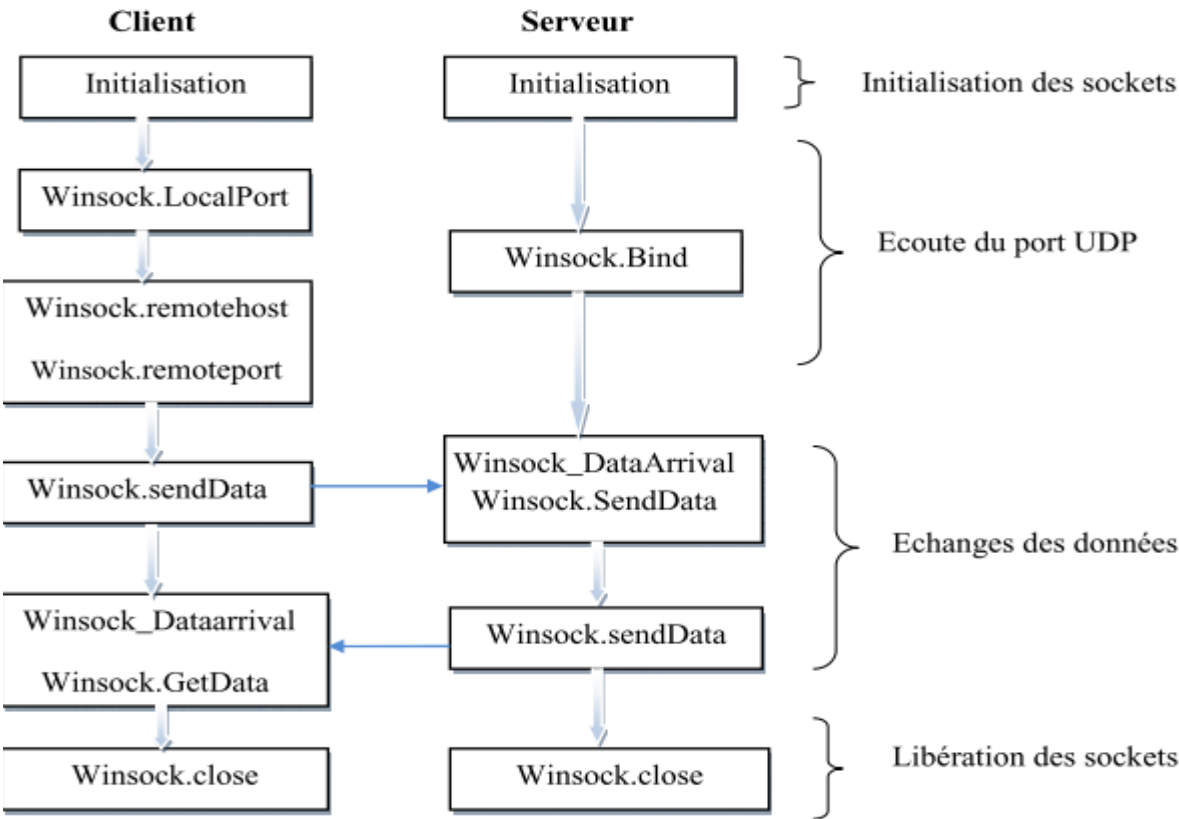 Client
Serveur
Initialisation
Initialisation
Initialisation des sockets
Winsock.LocalPort
Winsock.Bind
Ecoute du port UDP
Winsock.remotehost
Winsock.remoteport
Winsock.sendData
Winsock_DataArrival
Winsock.SendData
Echanges des données
Winsock_Dataarrival
Winsock.GetData
Winsock.sendData
Winsock.close
Winsock.close
Libération des sockets